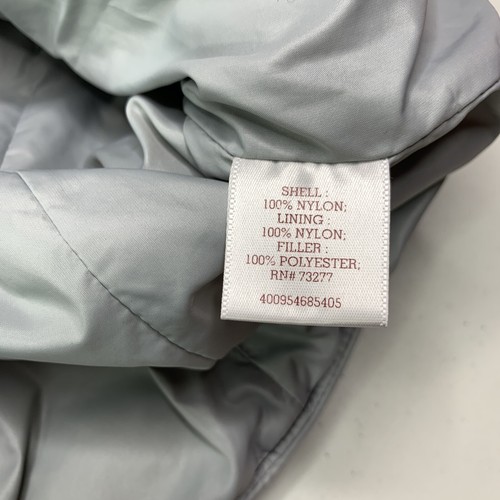 SHELL :
100% NYLON;
LINING :
100% NYLON;
FILLER :
100% POLYESTER;
RN# 73277
400954685405